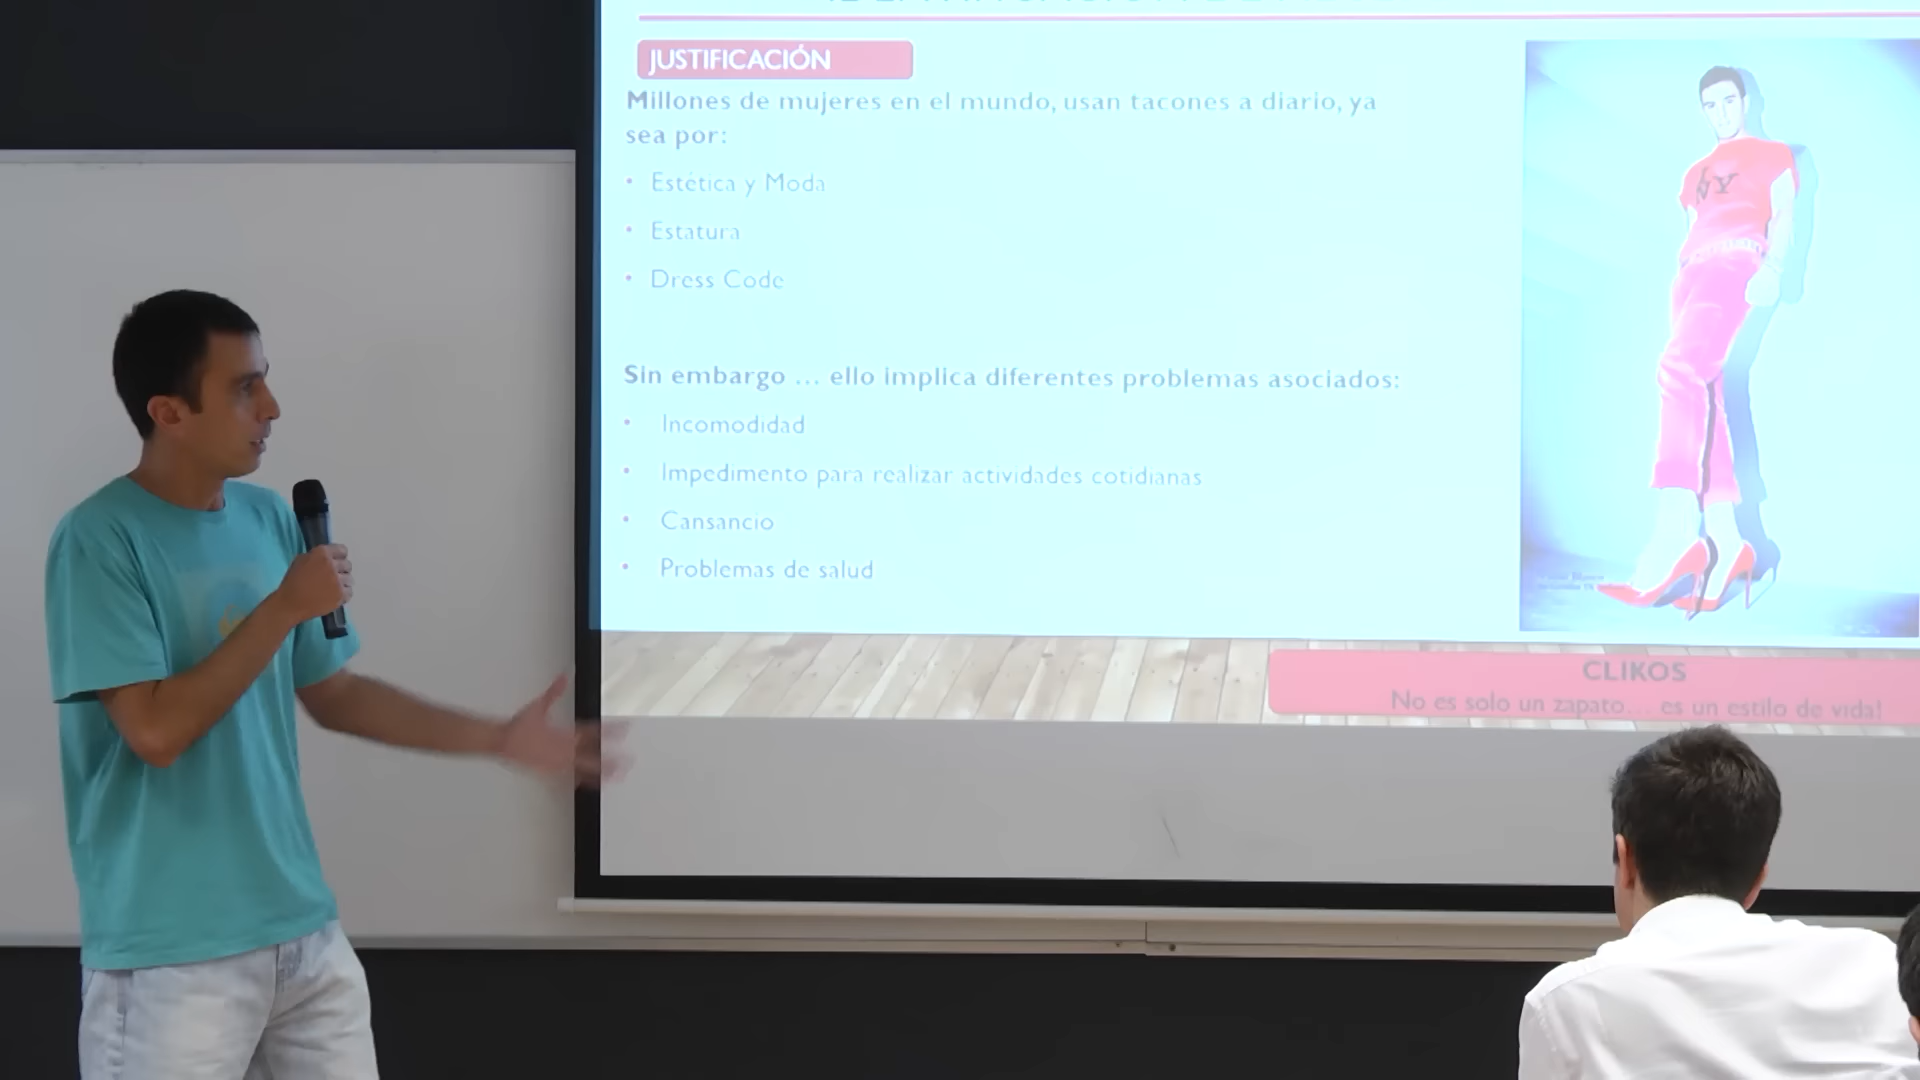 JUSTIFICACIÓN
Millones de mujeres en el mundo, usan tacones a diario, ya
sea por:
• Estética y Moda
• Estatura
• Dress Code
Sin embargo ... ello implica diferentes problemas asociados:
• Incomodidad
• Impedimento para realizar actividades cotidianas
• Cansancio
• Problemas de salud
NY
CLIKOS
No es solo un zapato... es un estilo de vida!